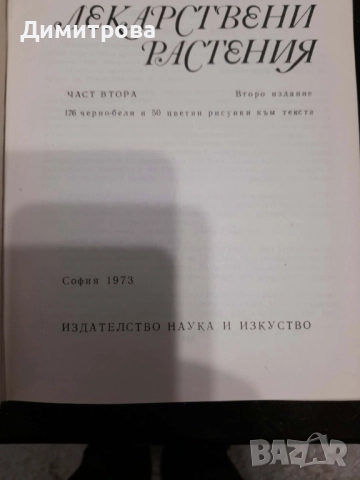 Димитрова
ЛЕКАРСТВЕНИ
РАСТЕНИЯ
ЧАСТ ВТОРА Второ издание
176 черно-бели и 50 цветни рисунки към текста
София 1973
ИЗДАТЕЛСТВО НАУКА И ИЗКУСТВО
BAZAR